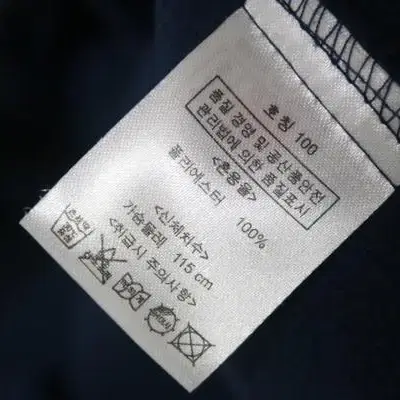 호칭 100
품질 경영 및 공산품안전
관리법에 의한 품질표시
<혼용율>
폴리에스터 100%
<신체치수>
가슴둘레 115 cm
<취급시 주의사항>